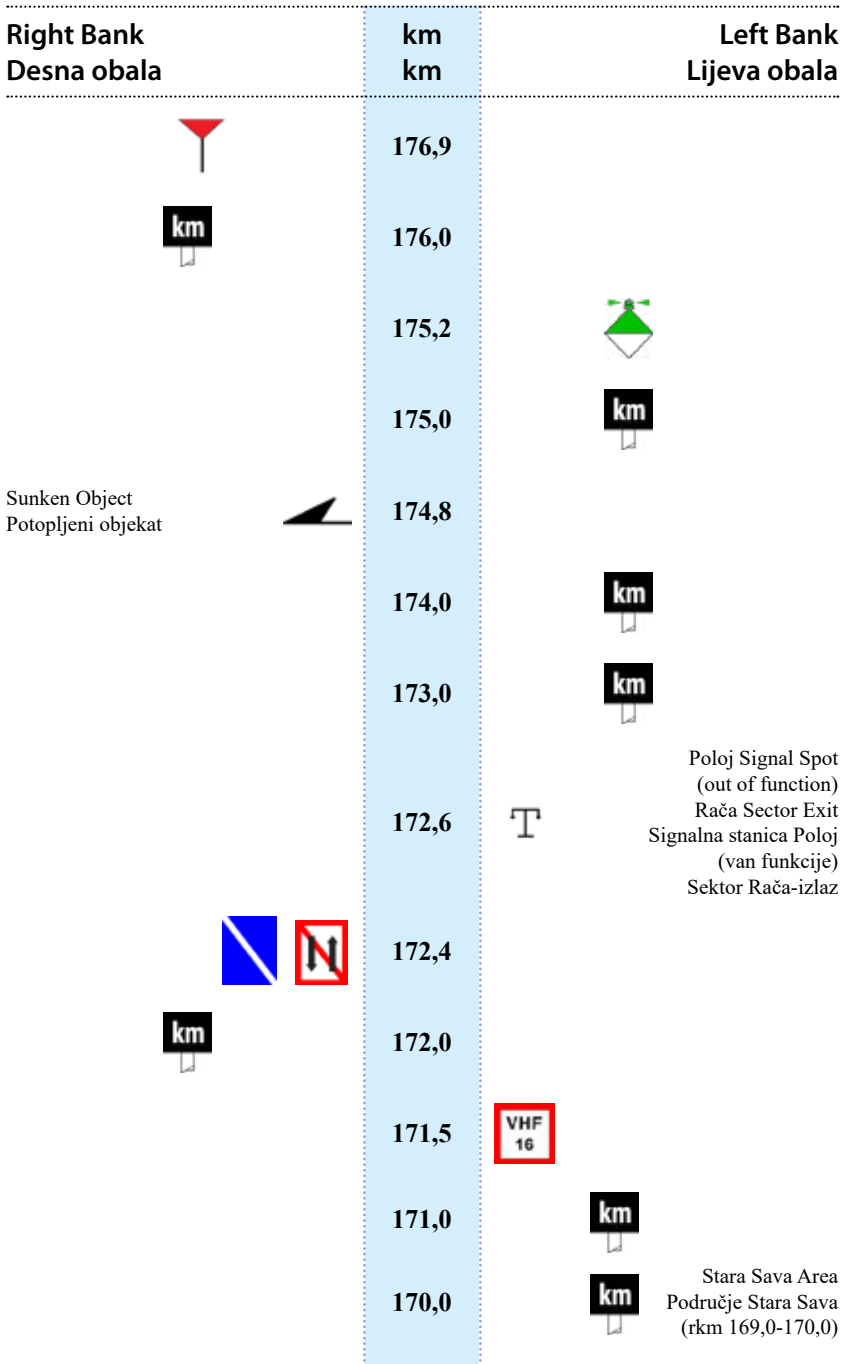 Right Bank km Left Bank
Desna obala km Lijeva obala
176,9
km 176,0
175,2
175,0 km
Sunken Object
Potopljeni objekat
174,8
174,0 km
173,0 km
Poloj Signal Spot
(out of function)
Rača Sector Exit
172,6
Signalna stanica Poloj
(van funkcije)
Sektor Rača-izlaz
172,4
km 172,0
171,5
VHF
16
171,0 km
Stara Sava Area
170,0 km Područje Stara Sava
(rkm 169,0-170,0)